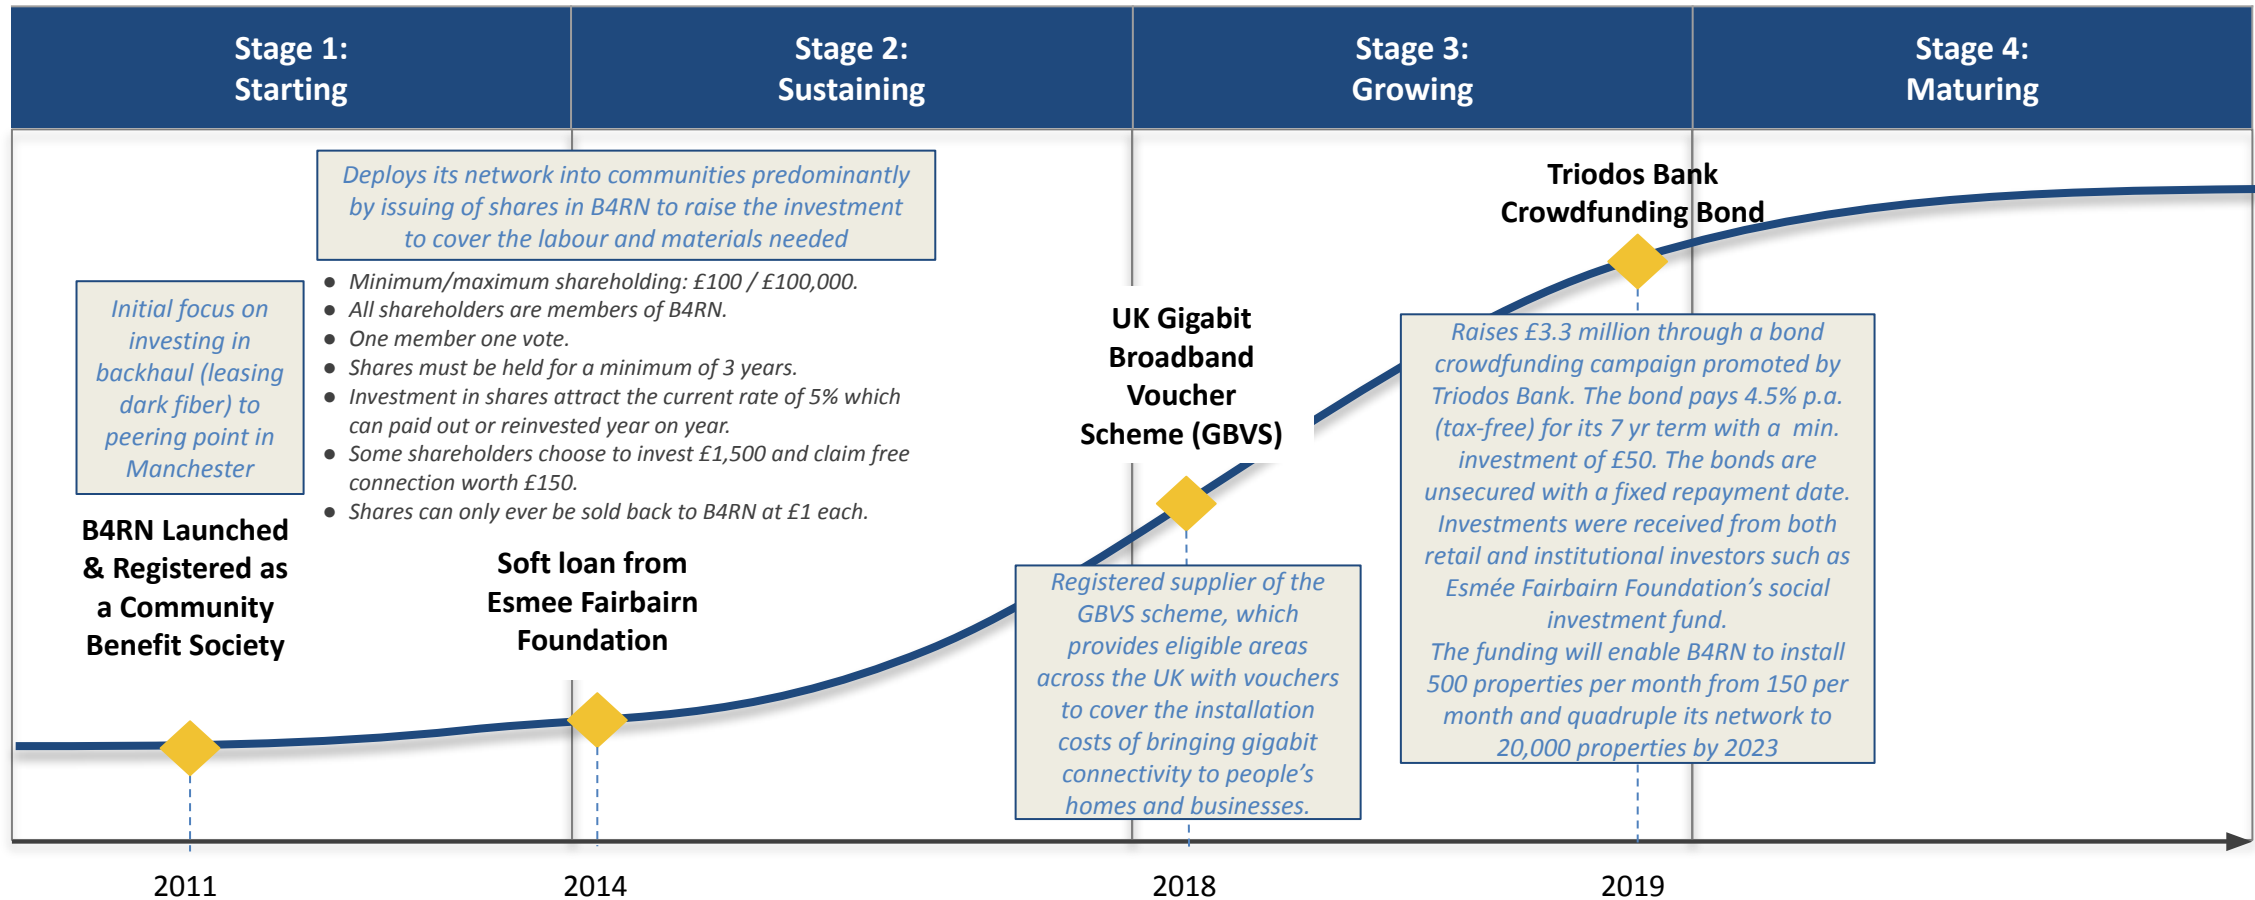 Stage 1:
Starting
Stage 2:
Sustaining
Stage 3:
Growing
Stage 4:
Maturing
Initial focus on
investing in
backhaul (leasing
dark fiber) to
peering point in
Manchester
B4RN Launched
& Registered as
a Community
Benefit Society
Deploys its network into communities predominantly
by issuing of shares in B4RN to raise the investment
to cover the labour and materials needed
● Minimum/maximum shareholding: £100 / £100,000.
● All shareholders are members of B4RN.
● One member one vote.
● Shares must be held for a minimum of 3 years.
● Investment in shares attract the current rate of 5% which
can paid out or reinvested year on year.
● Some shareholders choose to invest £1,500 and claim free
connection worth £150.
● Shares can only ever be sold back to B4RN at £1 each.
Soft loan from
Esmee Fairbairn
Foundation
UK Gigabit
Broadband
Voucher
Scheme (GBVS)
Registered supplier of the
GBVS scheme, which
provides eligible areas
across the UK with vouchers
to cover the installation
costs of bringing gigabit
connectivity to people’s
homes and businesses.
Triodos Bank
Crowdfunding Bond
Raises £3.3 million through a bond
crowdfunding campaign promoted by
Triodos Bank. The bond pays 4.5% p.a.
(tax-free) for its 7 yr term with a min.
investment of £50. The bonds are
unsecured with a fixed repayment date.
Investments were received from both
retail and institutional investors such as
Esmée Fairbairn Foundation’s social
investment fund.
The funding will enable B4RN to install
500 properties per month from 150 per
month and quadruple its network to
20,000 properties by 2023
2011
2014
2018
2019